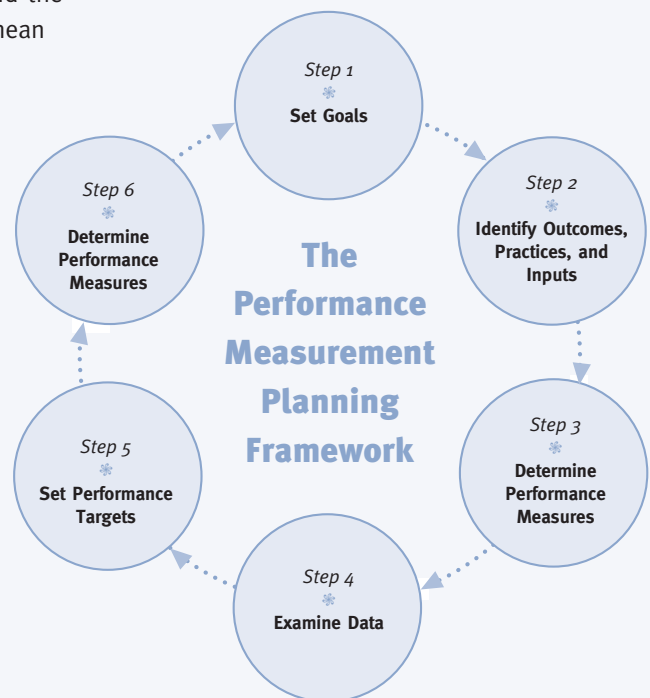 nean
Step 1
Set Goals
Step 2
Identify Outcomes,
Practices, and
Inputs
Step 3
Determine
Performance
Measures
Step 4
Examine Data
Step 5
Set Performance
Targets
Step 6
Determine
Performance
Measures
The
Performance
Measurement
Planning
Framework